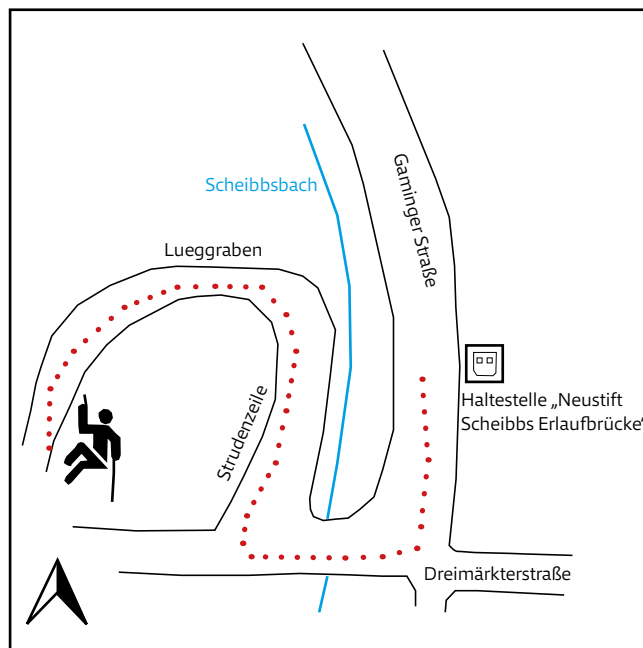 Scheibbsbach
Gaminger Straße
Lueggraben
Haltestelle „Neustift
Scheibbs Erlaufbrücke“
Strudenzeile
Dreimärkterstraße